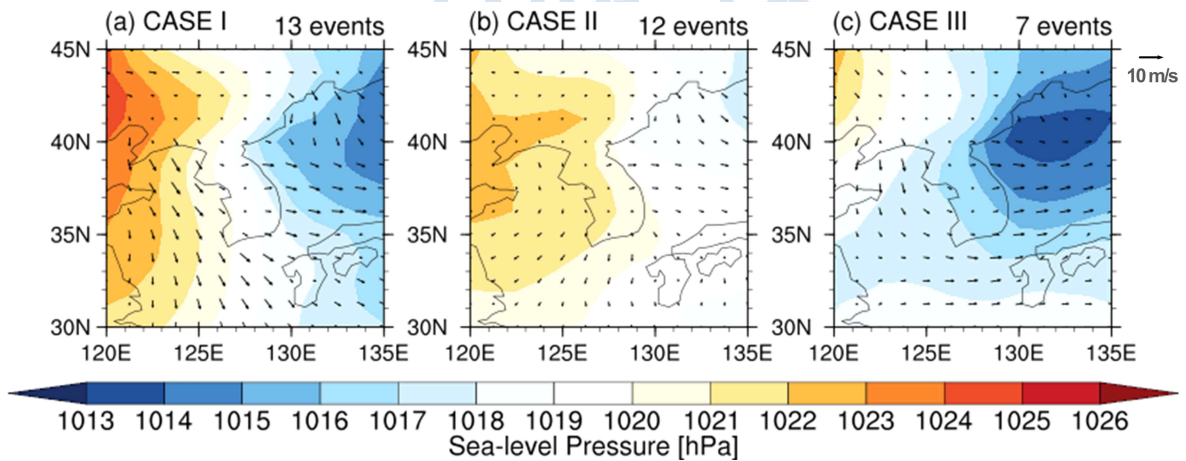 (a) CASE I 13 events
(b) CASE II 12 events
(c) CASE III 7 events
45N 45N 45N
10 m/s
40N 40N 40N
35N 35N 35N
30N 30N 30N
120E 125E 130E 135E 120E 125E 130E 135E 120E 125E 130E 135E
1013 1014 1015 1016 1017 1018 1019 1020 1021 1022 1023 1024 1025 1026
Sea-level Pressure [hPa]